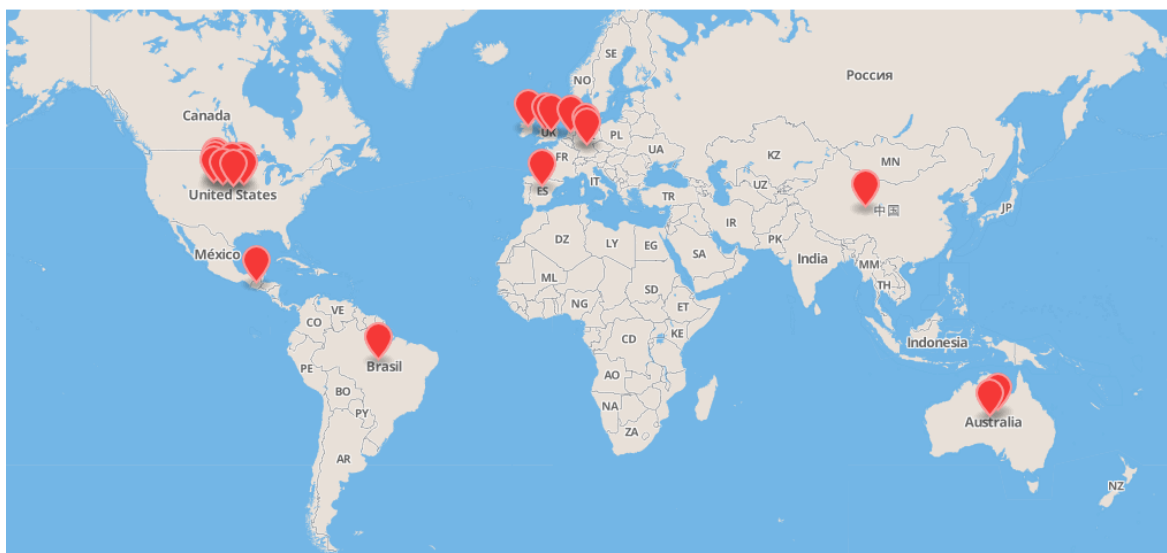 SE
NO
Россия
Canada
UK
PL
KZ
MN
FR
UA
United States
ES
IT
UZ
TR
中国
JP
IR
PK
México
DZ
LY
EG
SA
India
MM
TH
ML
NG
SD
ET
VE
CO
CD
KE
Indonesia
PE
Brasil
AO
BO
NA
PY
ZA
Australia
AR
NZ